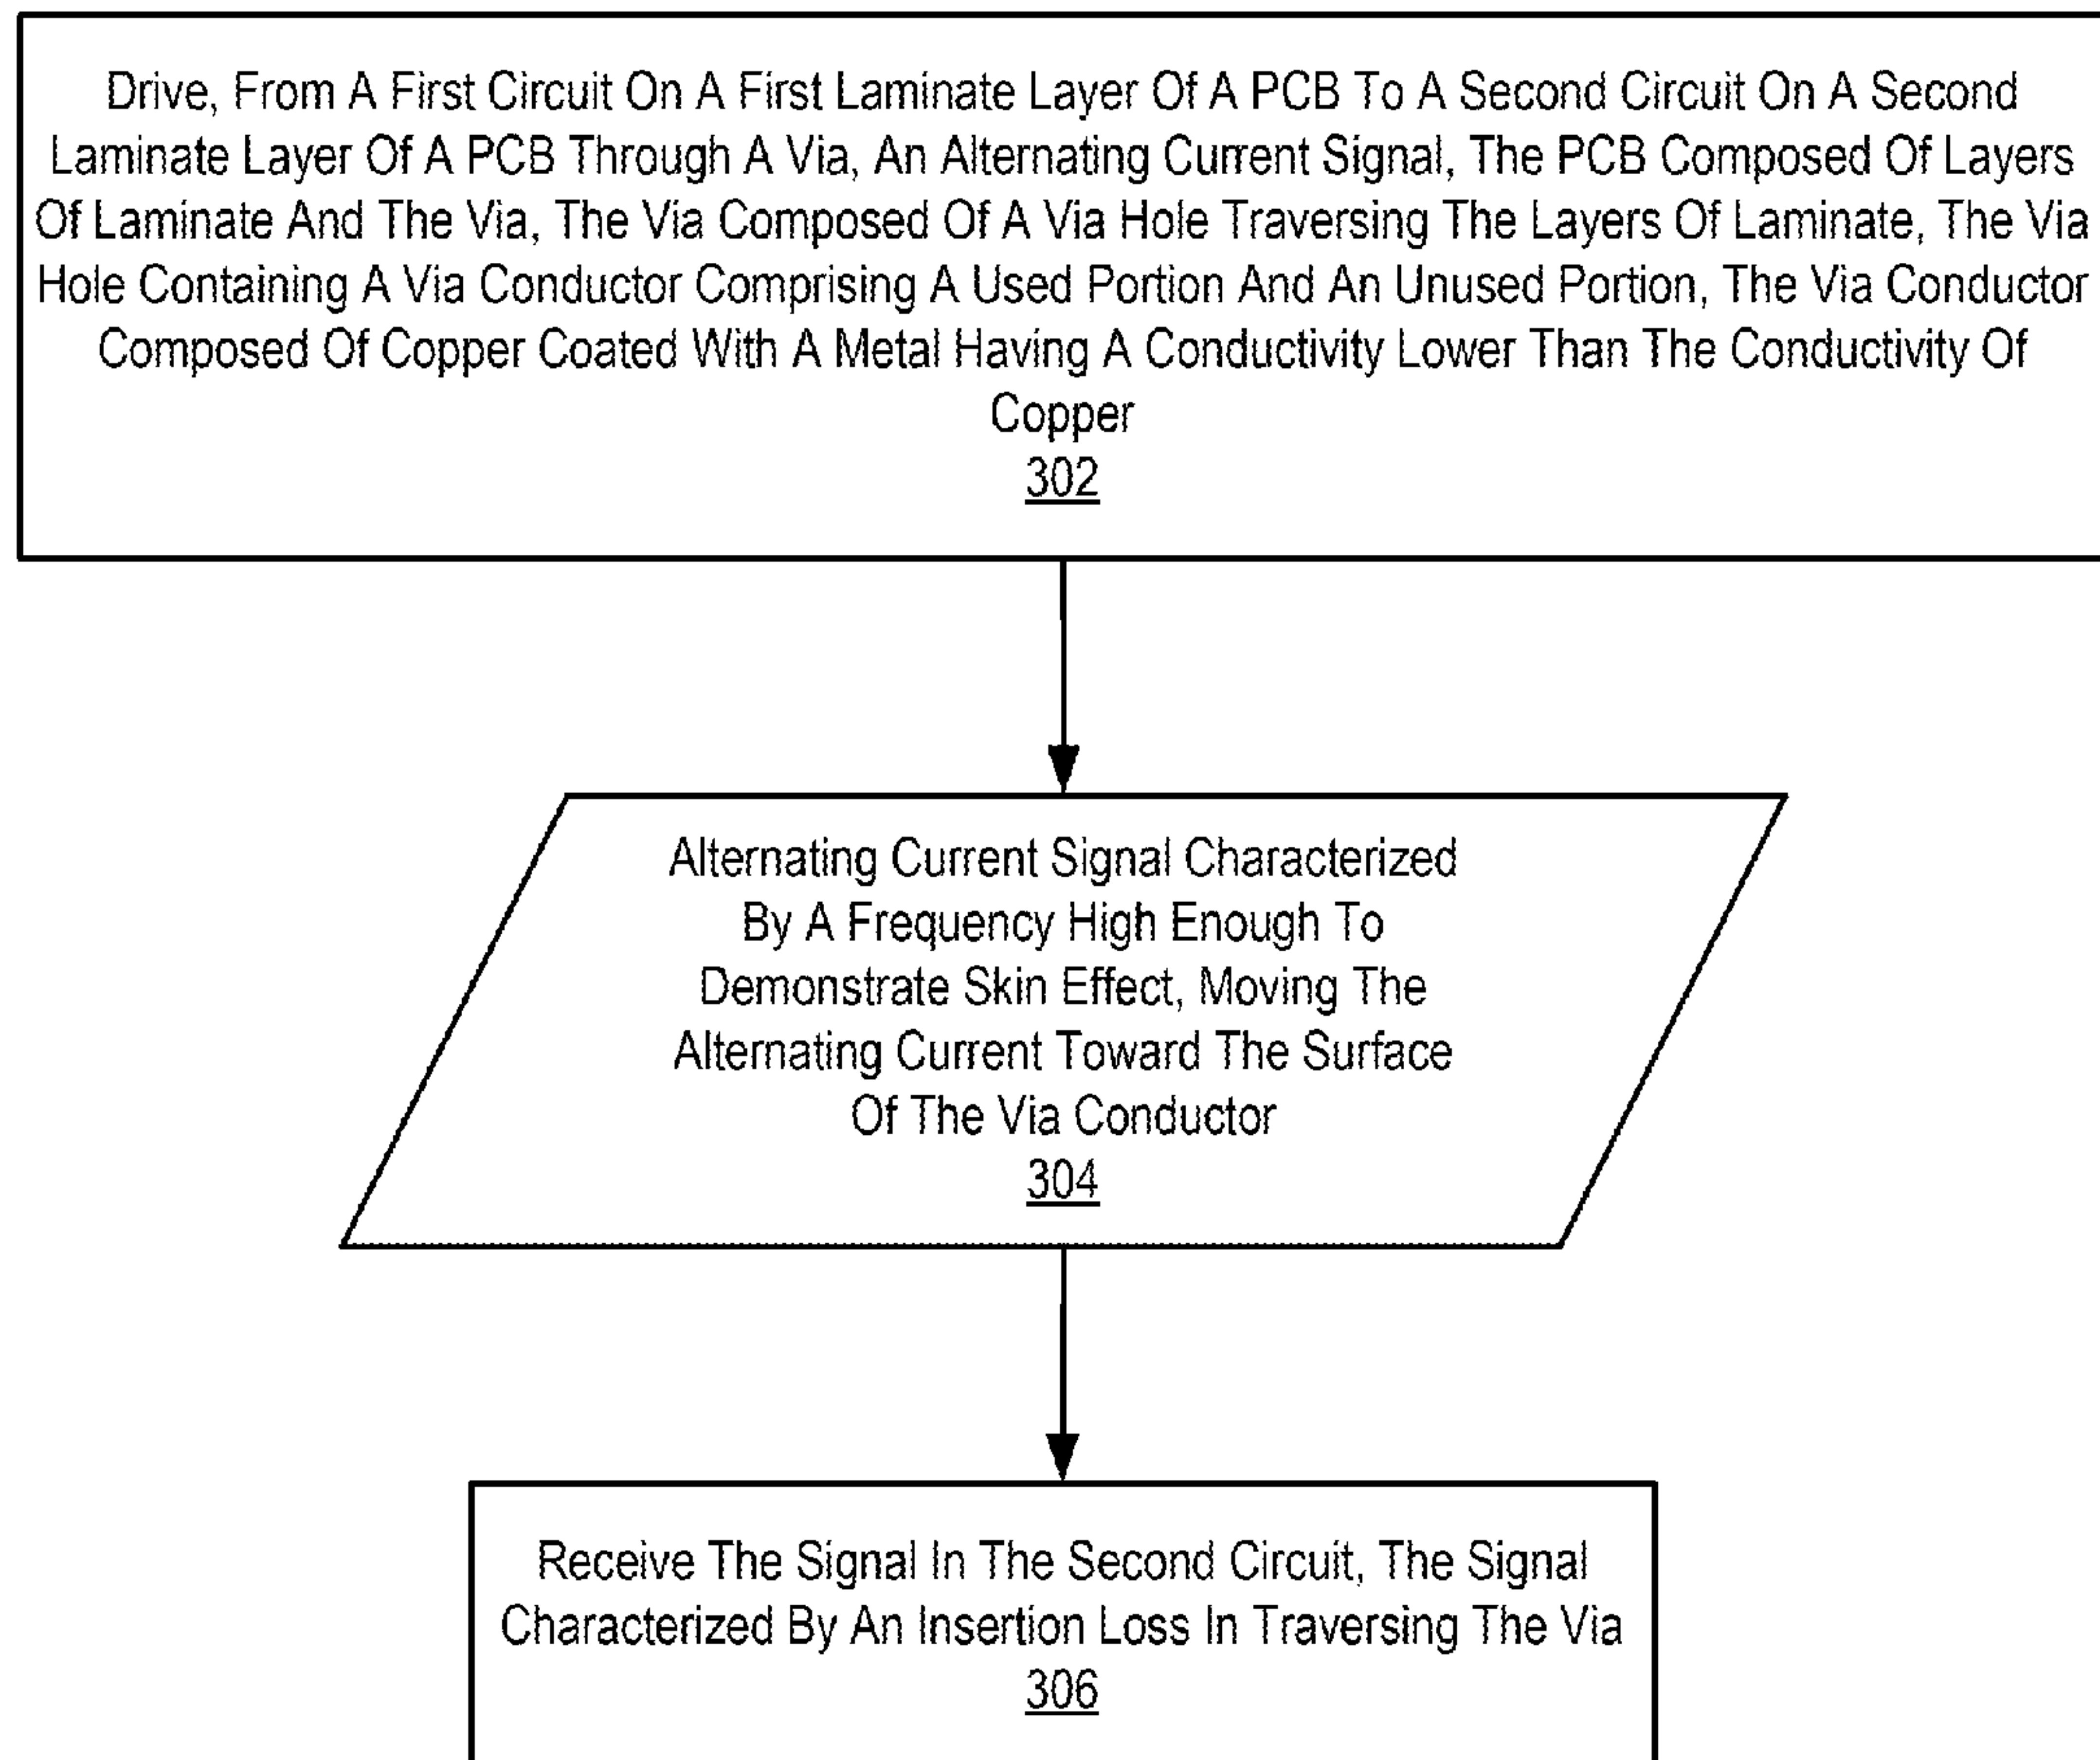 Drive, From A First Circuit On A First Laminate Layer Of A PCB To A Second Circuit On A Second
Laminate Layer Of A PCB Through A Via, An Alternating Current Signal, The PCB Composed Of Layers
Of Laminate And The Via, The Via Composed Of A Via Hole Traversing The Layers Of Laminate, The Via
Hole Containing A Via Conductor Comprising A Used Portion And An Unused Portion, The Via Conductor
Composed Of Copper Coated With A Metal Having A Conductivity Lower Than The Conductivity Of
Copper
302
Alternating Current Signal Characterized
By A Frequency High Enough To
Demonstrate Skin Effect, Moving The
Alternating Current Toward The Surface
Of The Via Conductor
304
Receive The Signal In The Second Circuit, The Signal
Characterized By An Insertion Loss In Traversing The Via
306